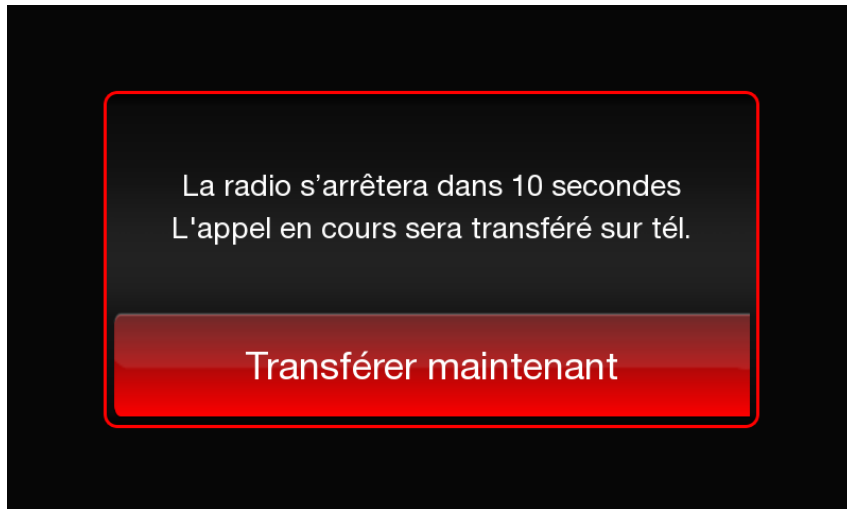 La radio s’arrêtera dans 10 secondes
L'appel en cours sera transféré sur tél.
Transférer maintenant